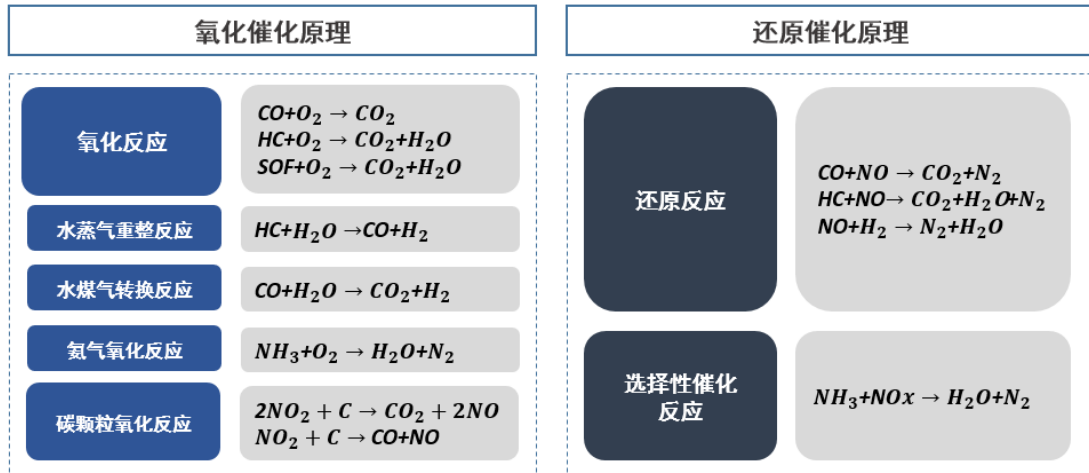 氧化催化原理
氧化反应
CO+O₂ → CO₂
HC+O₂ → CO₂+H₂O
SOF+O₂ → CO₂+H₂O
水蒸气重整反应
HC+H₂O →CO+H₂
水煤气转换反应
CO+H₂O → CO₂+H₂
氨气氧化反应
NH₃+O₂ → H₂O+N₂
碳颗粒氧化反应
2NO₂ + C → CO₂ + 2NO
NO₂ + C → CO+NO
还原催化原理
还原反应
CO+NO → CO₂+N₂
HC+NO→ CO₂+H₂O+N₂
NO+H₂ → N₂+H₂O
选择性催化
反应
NH₃+NOx → H₂O+N₂